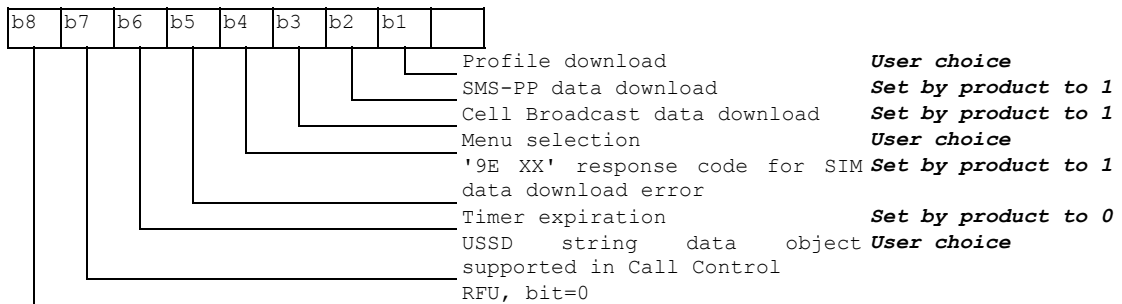 b8 b7 b6 b5 b4 b3 b2 b1
Profile download User choice
SMS-PP data download Set by product to 1
Cell Broadcast data download Set by product to 1
Menu selection User choice
'9E XX' response code for SIM Set by product to 1
data download error
Timer expiration Set by product to 0
USSD string data object User choice
supported in Call Control
RFU, bit=0